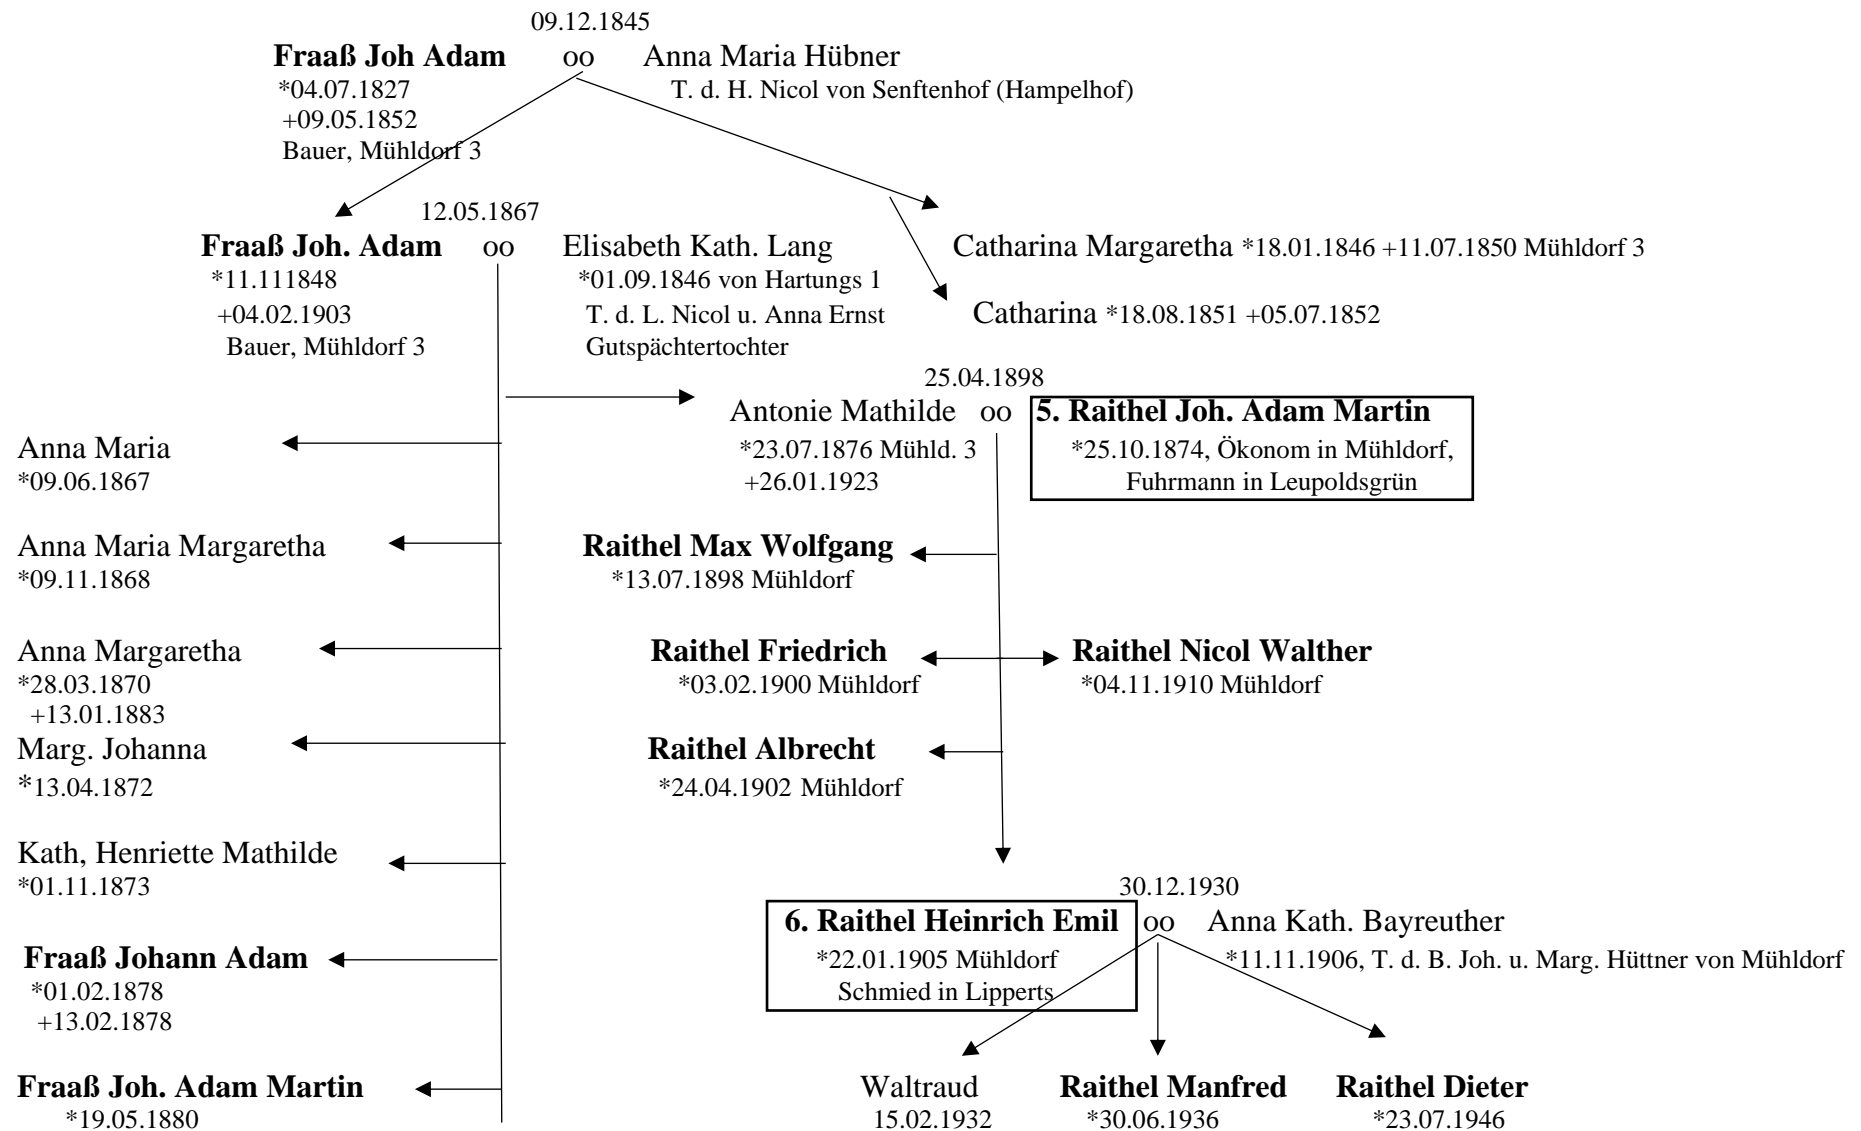 09.12.1845
Fraaß Joh Adam oo Anna Maria Hübner
*04.07.1827 T. d. H. Nicol von Senftenhof (Hampelhof)
+09.05.1852
Bauer, Mühldorf 3
12.05.1867
Fraaß Joh. Adam oo Elisabeth Kath. Lang Catharina Margaretha *18.01.1846 +11.07.1850 Mühldorf 3
*11.111848 *01.09.1846 von Hartungs 1
+04.02.1903 T. d. L. Nicol u. Anna Ernst Catharina *18.08.1851 +05.07.1852
Bauer, Mühldorf 3 Gutspächtertochter
25.04.1898
Antonie Mathilde oo 5. Raithel Joh. Adam Martin
Anna Maria *23.07.1876 Mühld. 3 *25.10.1874, Ökonom in Mühldorf,
*09.06.1867 +26.01.1923 Fuhrmann in Leupoldsgrün
Anna Maria Margaretha Raithel Max Wolfgang
*09.11.1868 *13.07.1898 Mühldorf
Anna Margaretha Raithel Friedrich Raithel Nicol Walther
*28.03.1870 *03.02.1900 Mühldorf *04.11.1910 Mühldorf
+13.01.1883
Marg. Johanna Raithel Albrecht
*13.04.1872 *24.04.1902 Mühldorf
Kath, Henriette Mathilde
*01.11.1873 30.12.1930
6. Raithel Heinrich Emil oo Anna Kath. Bayreuther
Fraaß Johann Adam *22.01.1905 Mühldorf *11.11.1906, T. d. B. Joh. u. Marg. Hüttner von Mühldorf
*01.02.1878 Schmied in Lipperts
+13.02.1878
Fraaß Joh. Adam Martin Waltraud Raithel Manfred Raithel Dieter
*19.05.1880 15.02.1932 *30.06.1936 *23.07.1946